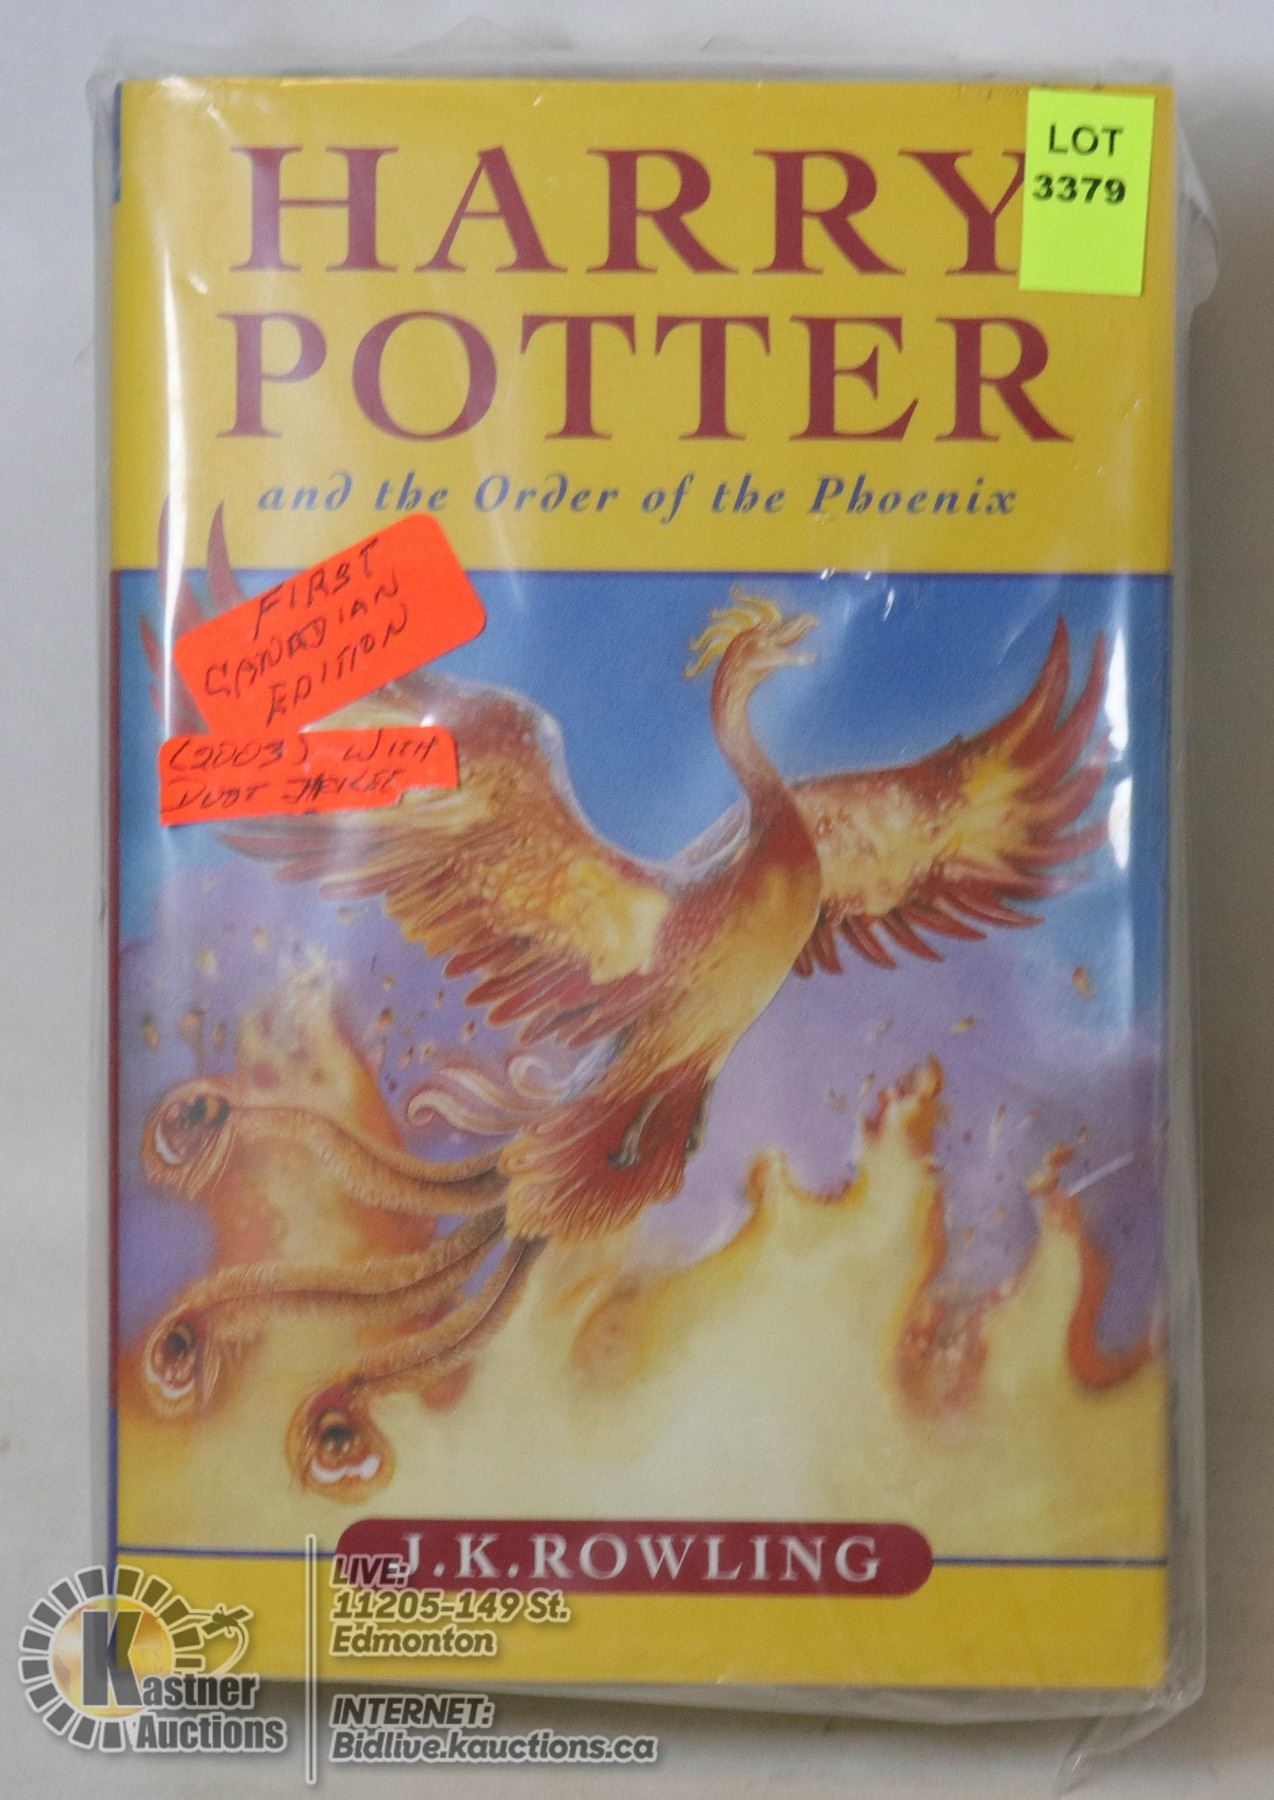 HARRY
POTTER
and the Order of the Phoenix
LOT
3379
FIRST
CANADIAN
EDITION
(2003) WITH
DUST JACKET
J.K.ROWLING
Kastner
Auctions
LIVE:
11205-149 St.
Edmonton
INTERNET:
Bidlive.kauctions.ca